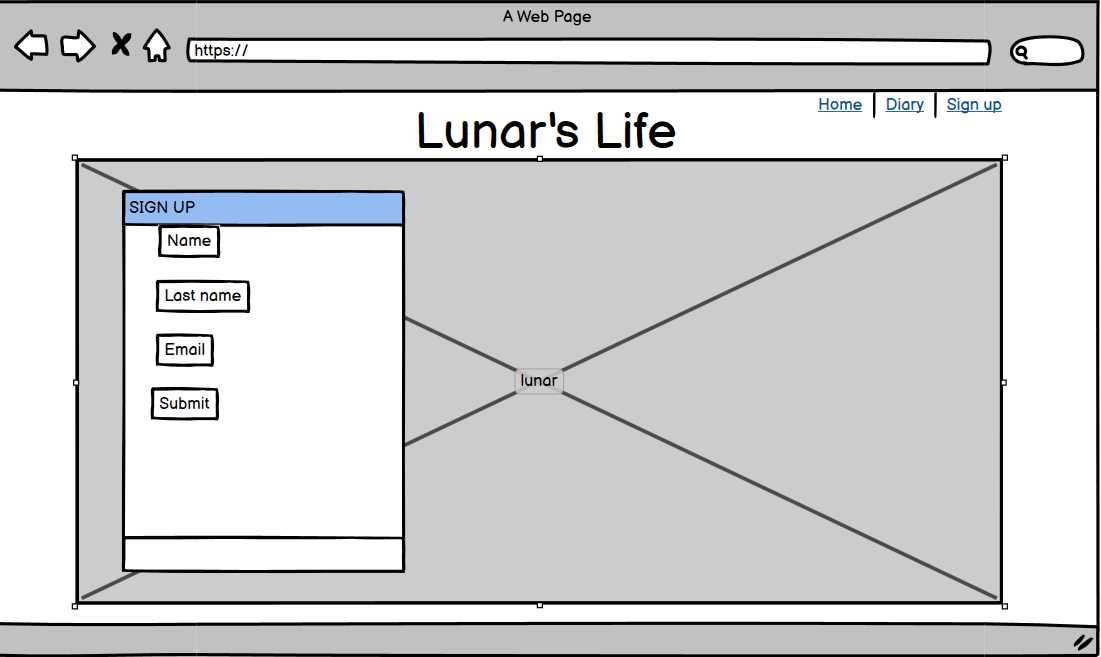 A Web Page
https://
Home Diary Sign up
Lunar's Life
SIGN UP
Name
Last name
Email
Submit
lunar